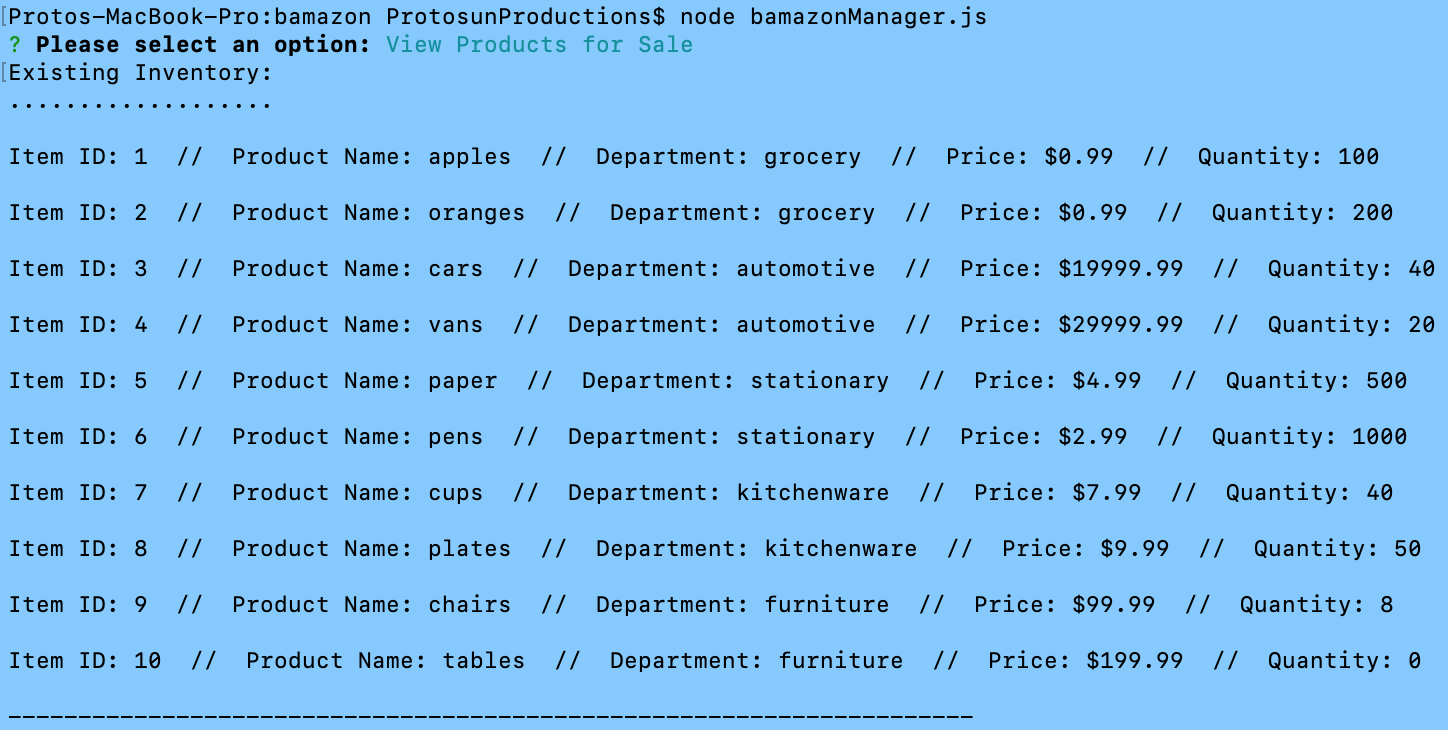 [Protos-MacBook-Pro:bamazon ProtosunProductions$ node bamazonManager.js
? Please select an option: View Products for Sale
[Existing Inventory:
...................
Item ID: 1  //  Product Name: apples  //  Department: grocery  //  Price: $0.99  //  Quantity: 100
Item ID: 2  //  Product Name: oranges  //  Department: grocery  //  Price: $0.99  //  Quantity: 200
Item ID: 3  //  Product Name: cars  //  Department: automotive  //  Price: $19999.99  //  Quantity: 40
Item ID: 4  //  Product Name: vans  //  Department: automotive  //  Price: $29999.99  //  Quantity: 20
Item ID: 5  //  Product Name: paper  //  Department: stationary  //  Price: $4.99  //  Quantity: 500
Item ID: 6  //  Product Name: pens  //  Department: stationary  //  Price: $2.99  //  Quantity: 1000
Item ID: 7  //  Product Name: cups  //  Department: kitchenware  //  Price: $7.99  //  Quantity: 40
Item ID: 8  //  Product Name: plates  //  Department: kitchenware  //  Price: $9.99  //  Quantity: 50
Item ID: 9  //  Product Name: chairs  //  Department: furniture  //  Price: $99.99  //  Quantity: 8
Item ID: 10  //  Product Name: tables  //  Department: furniture  //  Price: $199.99  //  Quantity: 0
_____________________________________________________________________